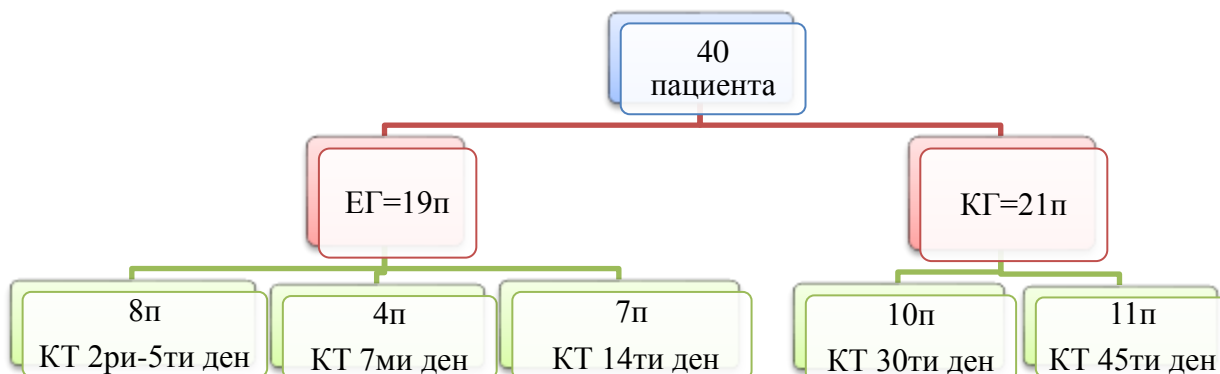 40
пациента
ЕГ=19п
КГ=21п
8п
КТ 2ри-5ти ден
4п
КТ 7ми ден
7п
КТ 14ти ден
10п
КТ 30ти ден
11п
КТ 45ти ден